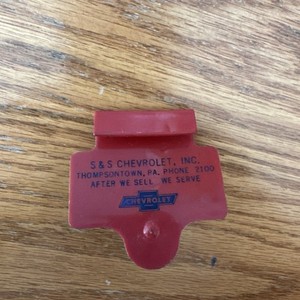 S & S CHEVROLET, INC.
THOMPSONTOWN, PA. PHONE 2100
AFTER WE SELL WE SERVE
CHEVROLET